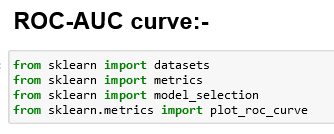 ROC-AUC curve:-
from sklearn import datasets
from sklearn import metrics
from sklearn import model_selection
from sklearn.metrics import plot_roc_curve